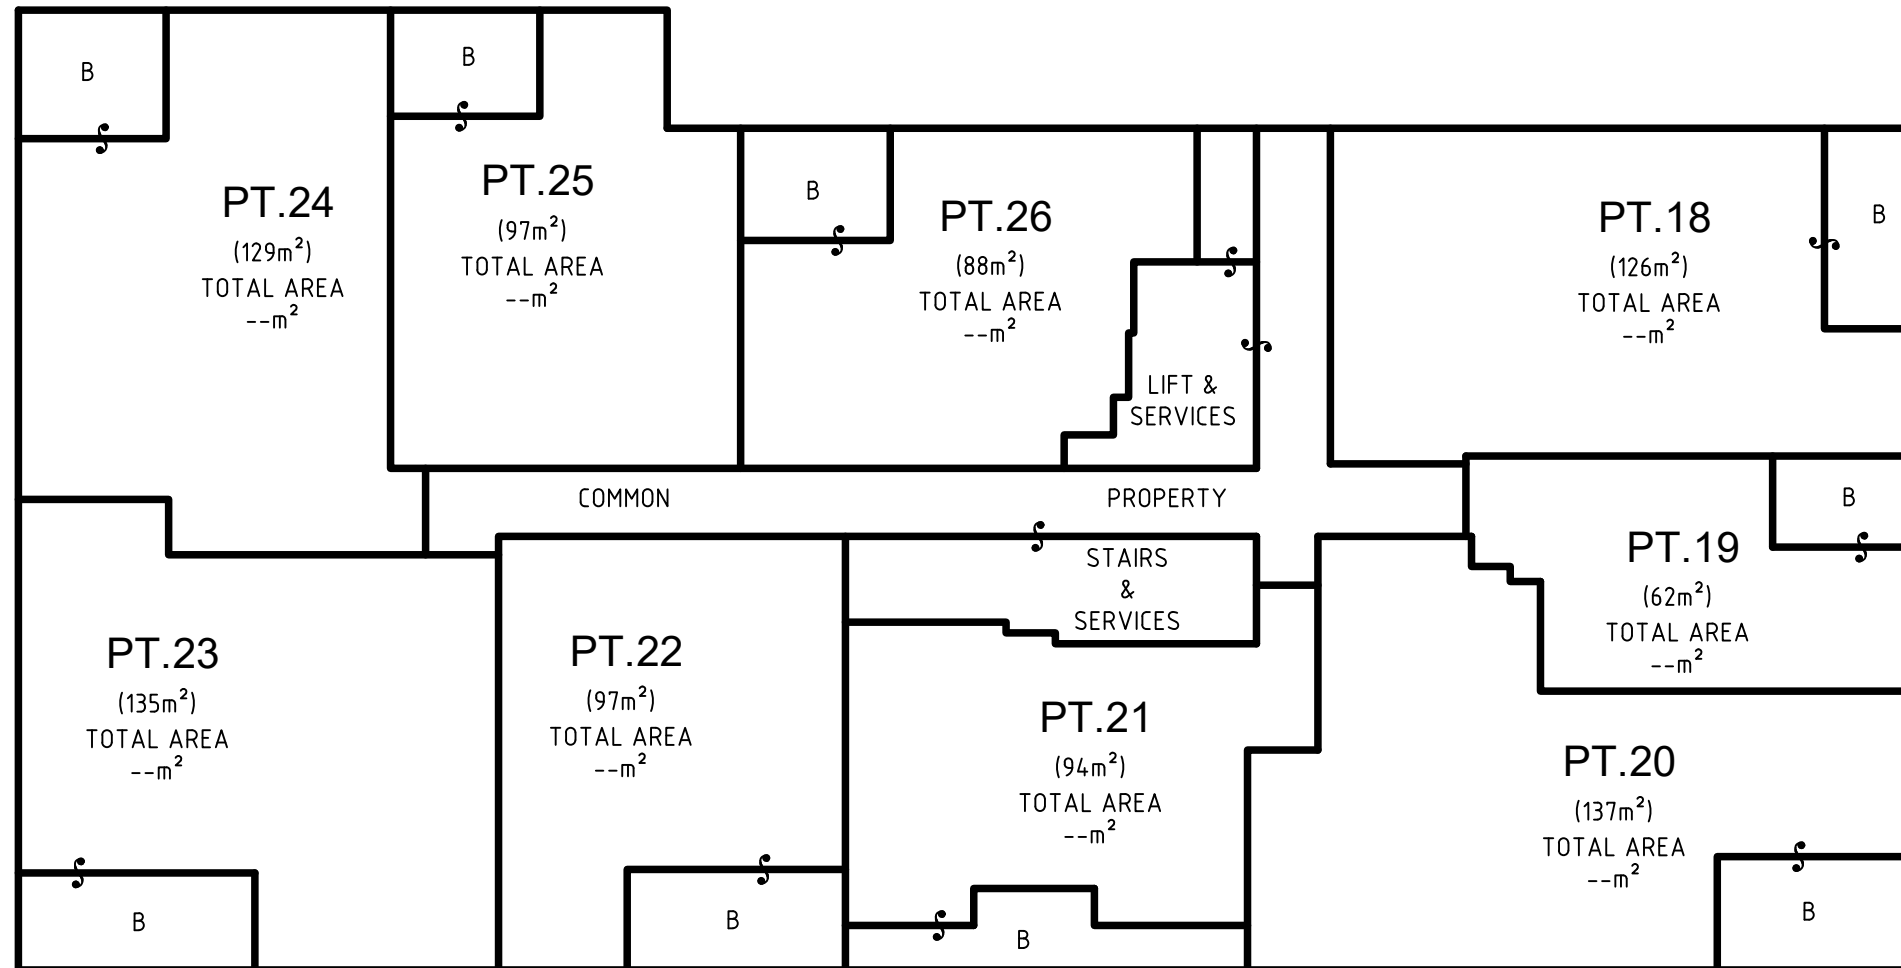 B
PT.24
(129m²)
TOTAL AREA
--m²
B
PT.25
(97m²)
TOTAL AREA
--m²
B
PT.26
(88m²)
TOTAL AREA
--m²
LIFT &
SERVICES
PT.18
(126m²)
TOTAL AREA
--m²
B
COMMON PROPERTY
B
PT.19
(62m²)
TOTAL AREA
--m²
STAIRS
&
SERVICES
PT.23
(135m²)
TOTAL AREA
--m²
B
PT.22
(97m²)
TOTAL AREA
--m²
B
PT.21
(94m²)
TOTAL AREA
--m²
B
PT.20
(137m²)
TOTAL AREA
--m²
B